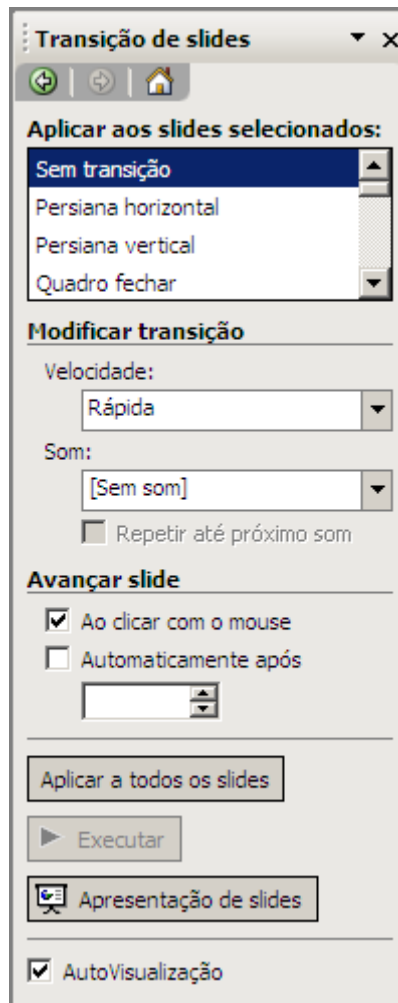 Transição de slides
Aplicar aos slides selecionados:
Sem transição
Persiana horizontal
Persiana vertical
Quadro fechar
Modificar transição
Velocidade:
Rápida
Som:
[Sem som]
Repetir até próximo som
Avançar slide
Ao clicar com o mouse
Automaticamente após
Aplicar a todos os slides
Executar
Apresentação de slides
AutoVisualização